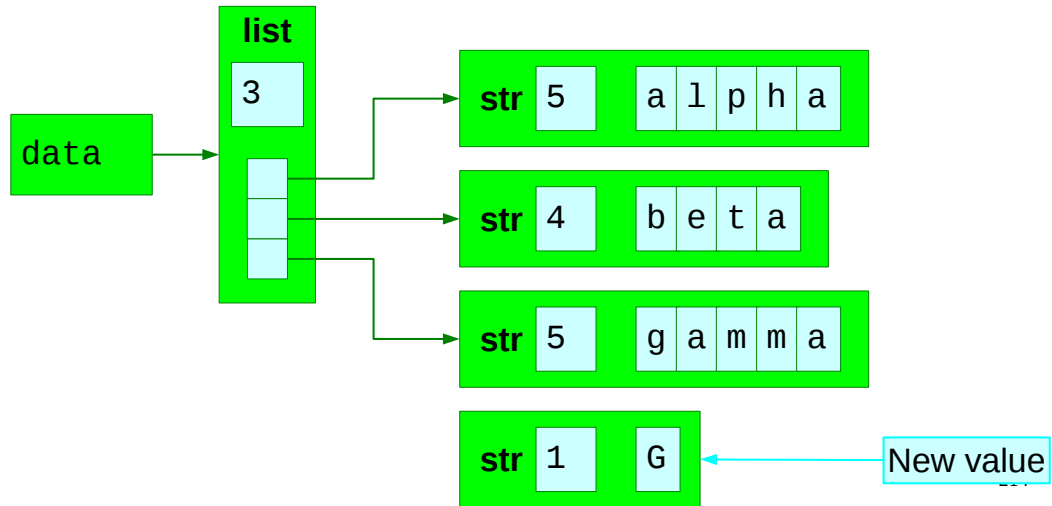 list
3
data
str 5 a l p h a
str 4 b e t a
str 5 g a m m a
str 1 G
New value